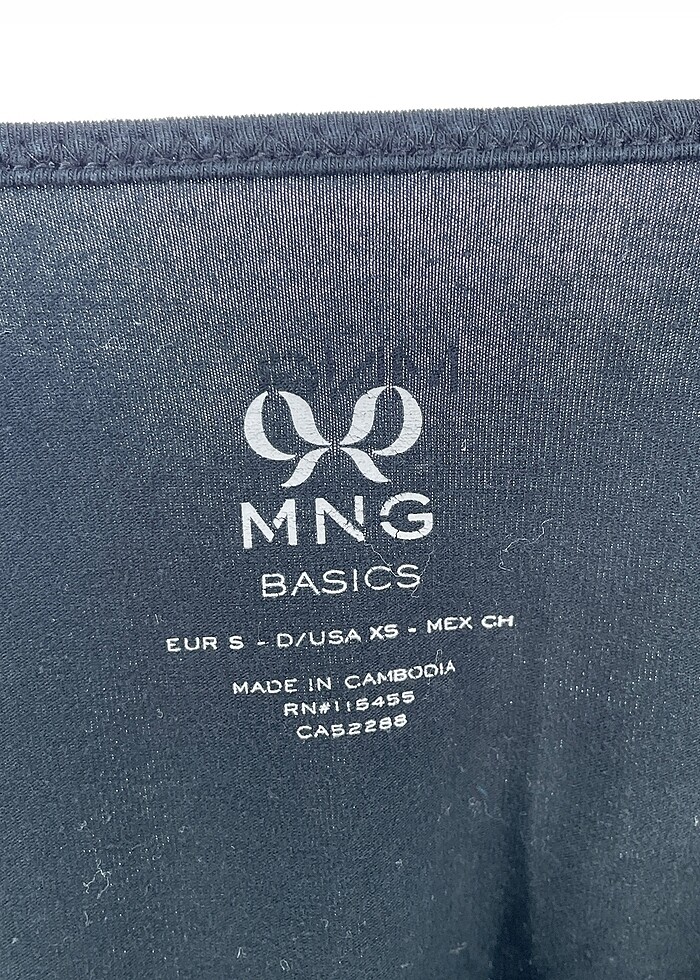 MNG
BASICS
EUR S - D/USA XS - MEX CH
MADE IN CAMBODIA
RN#115455
CA52288